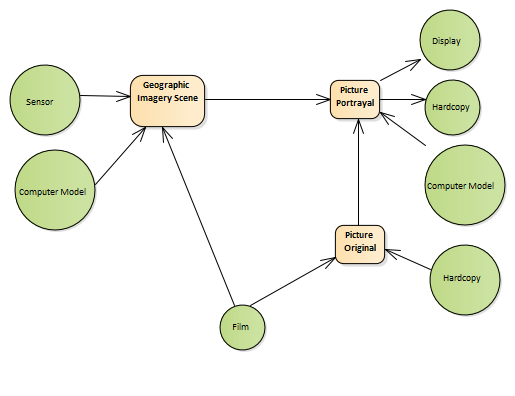 Display
Geographic
Imagery Scene
Picture
Portrayal
Sensor
Hardcopy
Computer Model
Computer Model
Picture
Original
Hardcopy
Film